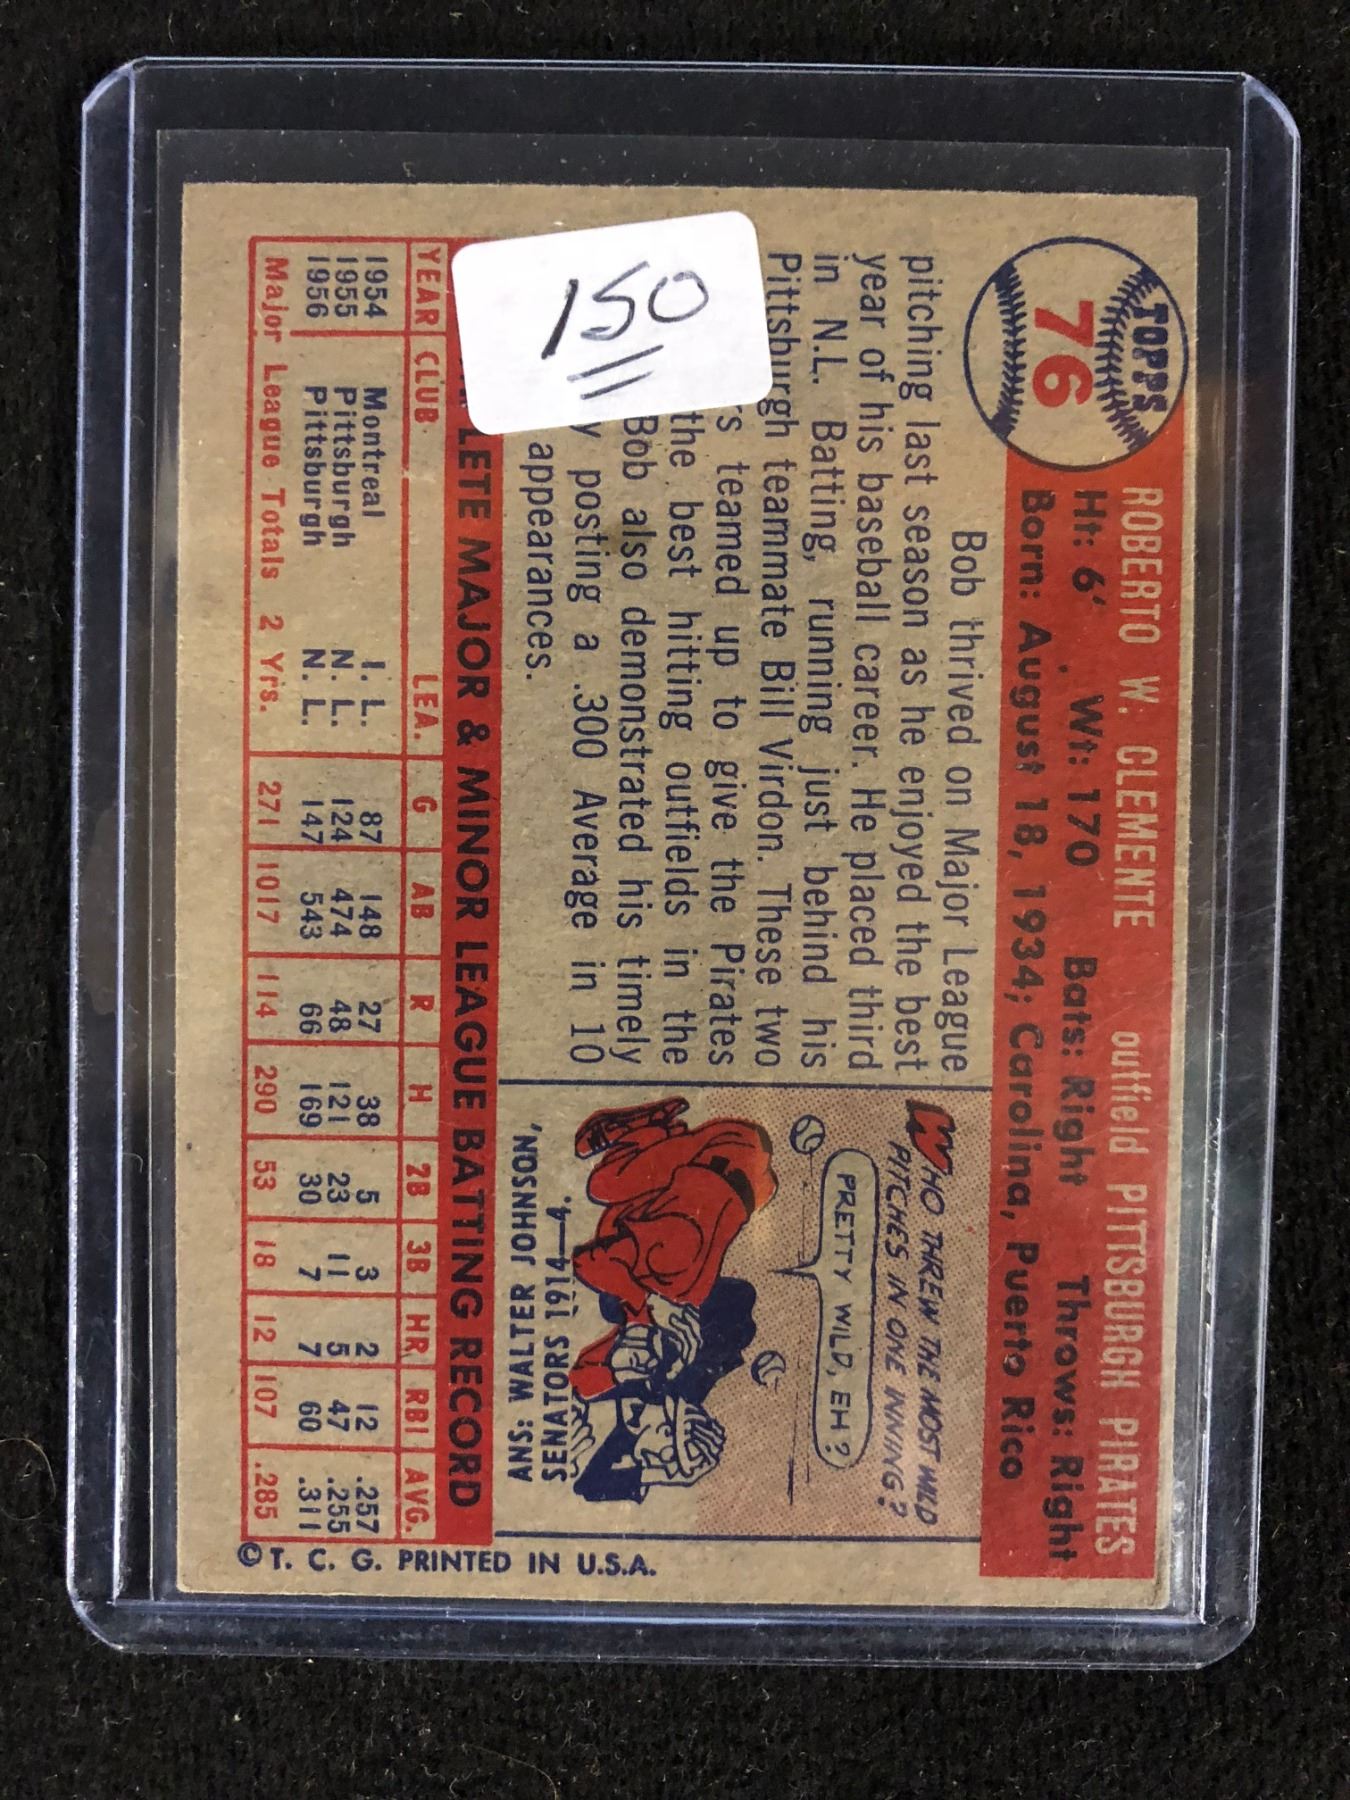 TOPPS
76
ROBERTO W. CLEMENTE outfield PITTSBURGH PIRATES
Ht: 6' Wt: 170 Bats: Right Throws: Right
Born: August 18, 1934; Carolina, Puerto Rico
Bob thrived on Major League
pitching last season as he enjoyed the best
year of his baseball career. He placed third
in N.L. Batting, running just behind his
Pittsburgh teammate Bill Virdon. These two
teamed up to give the Pirates
the best hitting outfields in the
Bob also demonstrated his timely
posting a .300 Average in 10
appearances.
150
WHO THREW THE MOST WILD
PITCHES IN ONE INNING?
PRETTY WILD, EH?
ANS: WALTER JOHNSON,
SENATORS 1914—4.
LETE MAJOR & MINOR LEAGUE BATTING RECORD
YEAR CLUB LEA. G AB R H 2B 3B HR RBI AVG.
1954 Montreal I. L. 87 148 27 38 5 3 2 12 .257
1955 Pittsburgh N. L. 124 474 48 121 23 11 5 47 .255
1956 Pittsburgh N. L. 147 543 66 169 30 7 7 60 .311
Major League Totals 2 Yrs. 271 1017 114 290 53 18 12 107 .285
© T. C. G. PRINTED IN U.S.A.